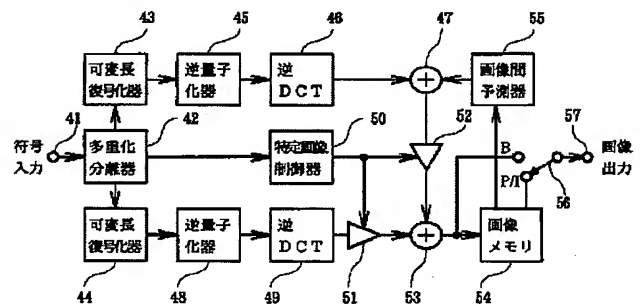 43
45
46
47
55
可変長
復号化器
逆量子
化器
逆
DCT
画像間
予測器
符号
入力
41
多重化
分離器
42
特定画像
制御器
50
52
B
P/I
56
57
画像
出力
可変長
復号化器
逆量子
化器
逆
DCT
画像
メモリ
44
48
49
51
53
54